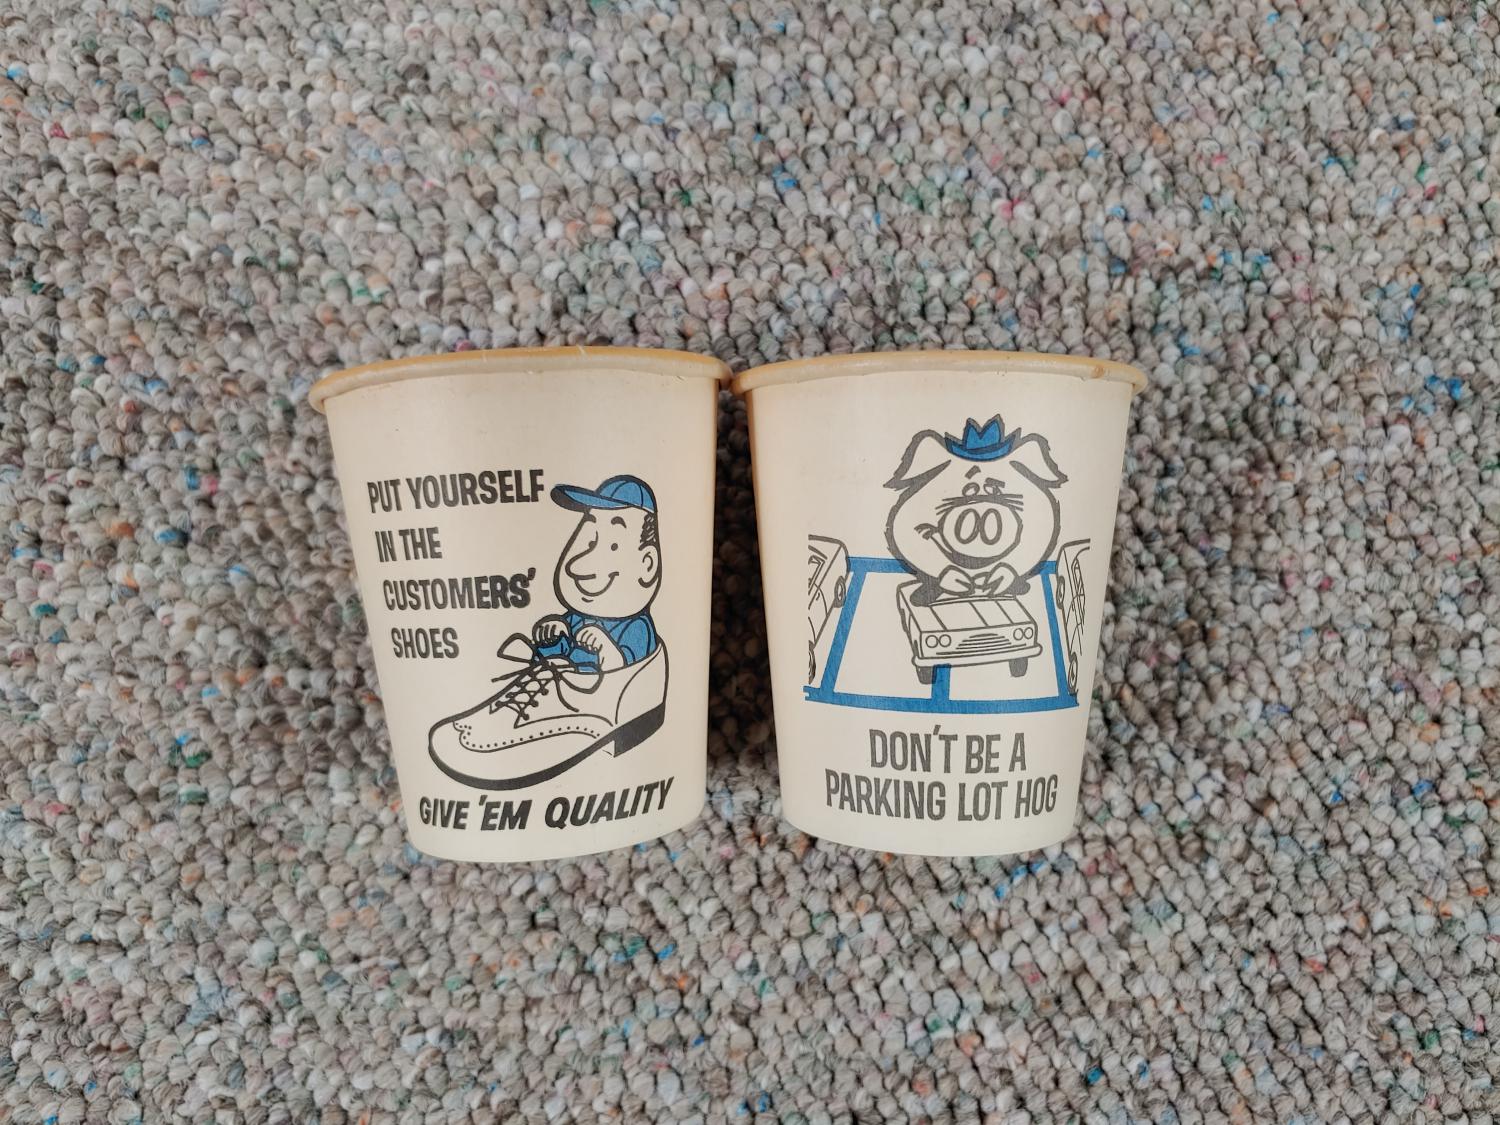 PUT YOURSELF
IN THE
CUSTOMERS'
SHOES
GIVE 'EM QUALITY
DON'T BE A
PARKING LOT HOG